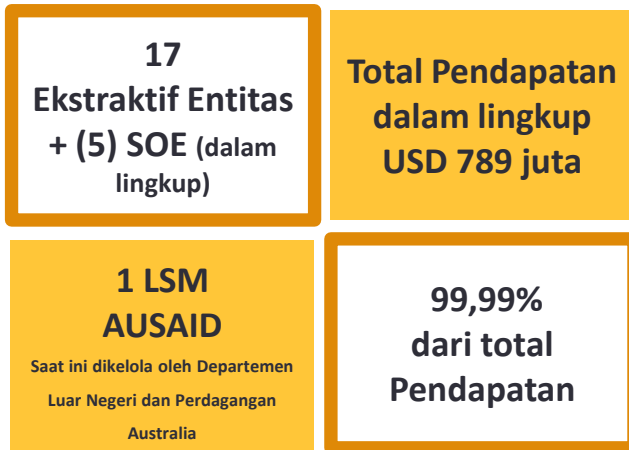 17
Ekstraktif Entitas
+ (5) SOE (dalam
lingkup)
Total Pendapatan
dalam lingkup
USD 789 juta
1 LSM
AUSAID
Saat ini dikelola oleh Departemen
Luar Negeri dan Perdagangan
Australia
99,99%
dari total
Pendapatan